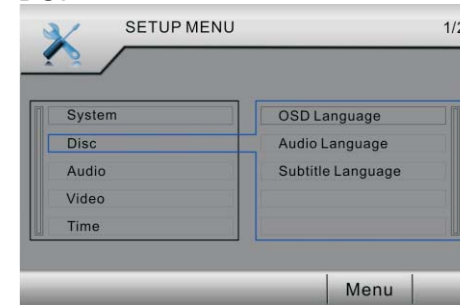 SETUP MENU
1/2
System
Disc
Audio
Video
Time
OSD Language
Audio Language
Subtitle Language
Menu